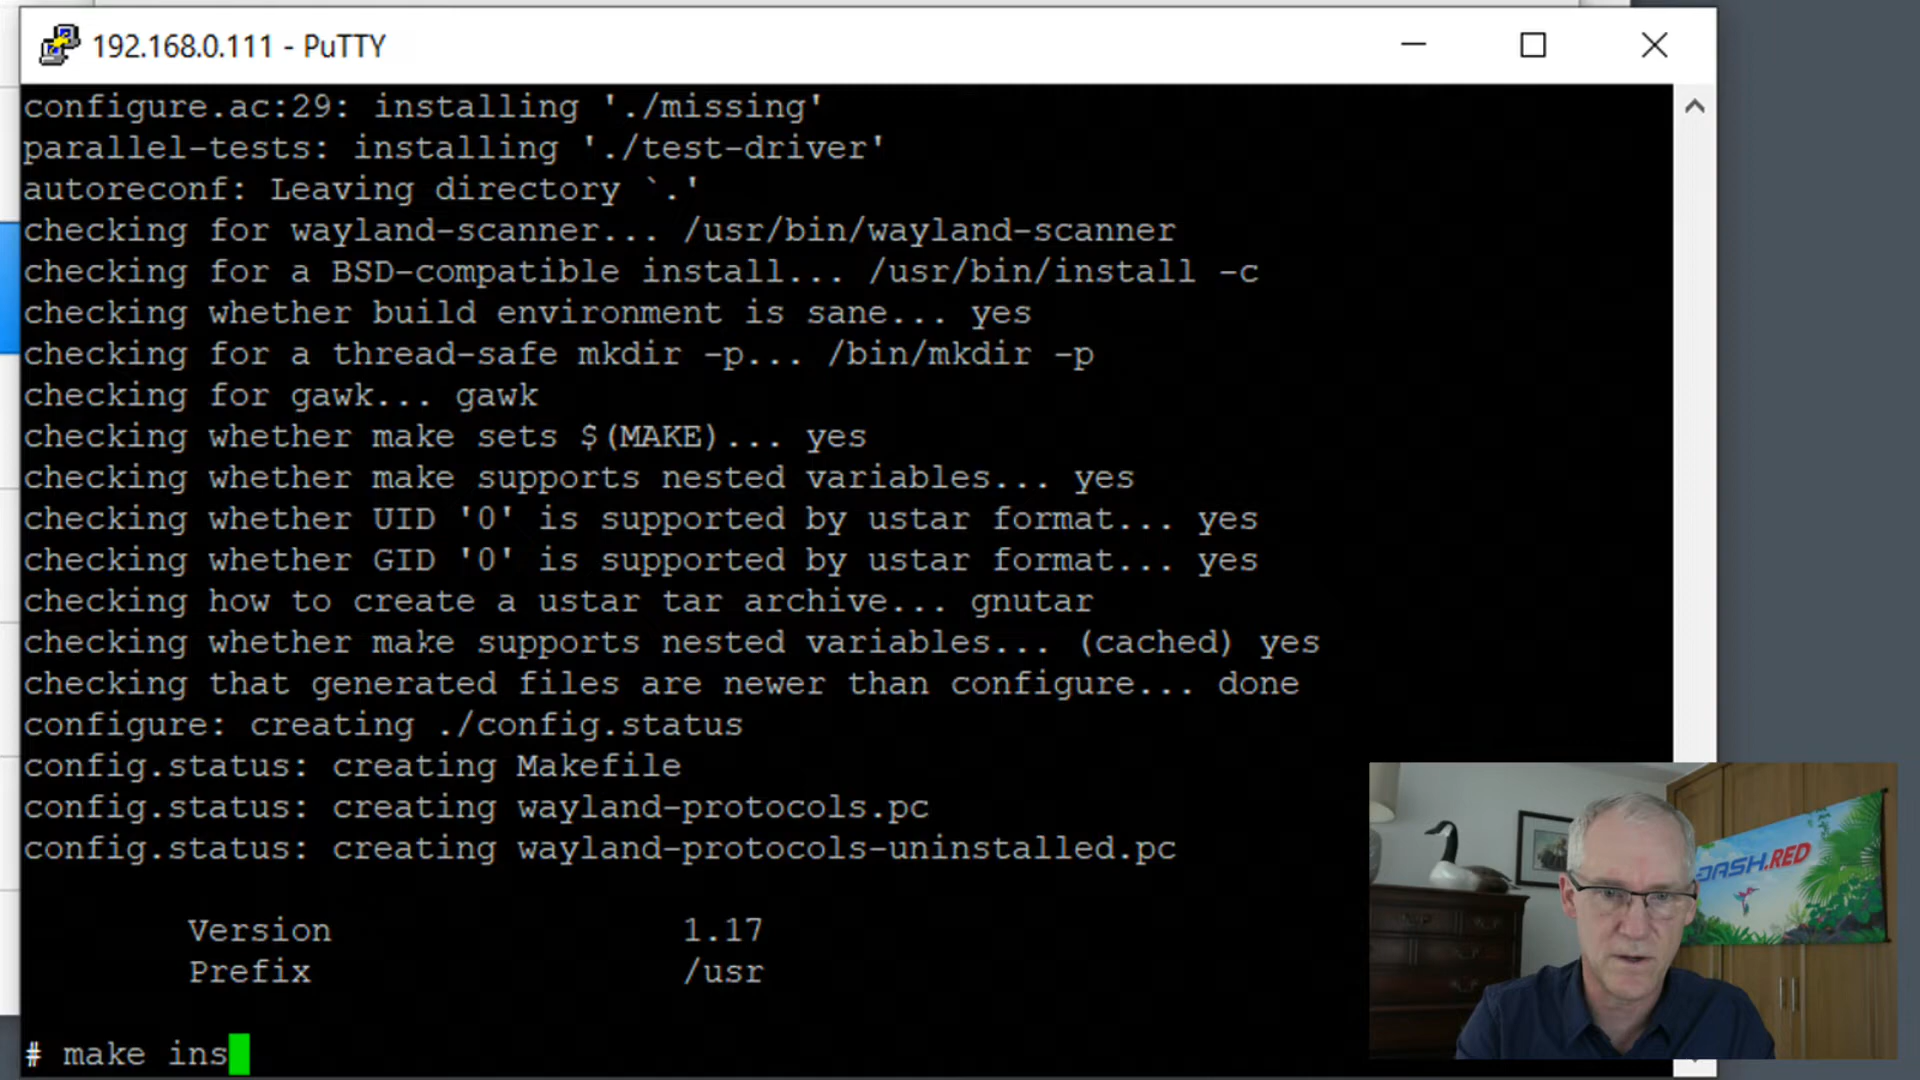 192.168.0.111 - PuTTY
configure.ac:29: installing './missing'
parallel-tests: installing './test-driver'
autoreconf: Leaving directory `.'
checking for wayland-scanner... /usr/bin/wayland-scanner
checking for a BSD-compatible install... /usr/bin/install -c
checking whether build environment is sane... yes
checking for a thread-safe mkdir -p... /bin/mkdir -p
checking for gawk... gawk
checking whether make sets $(MAKE)... yes
checking whether make supports nested variables... yes
checking whether UID '0' is supported by ustar format... yes
checking whether GID '0' is supported by ustar format... yes
checking how to create a ustar tar archive... gnutar
checking whether make supports nested variables... (cached) yes
checking that generated files are newer than configure... done
configure: creating ./config.status
config.status: creating Makefile
config.status: creating wayland-protocols.pc
config.status: creating wayland-protocols-uninstalled.pc
Version 1.17
Prefix /usr
# make ins
DASH.RED